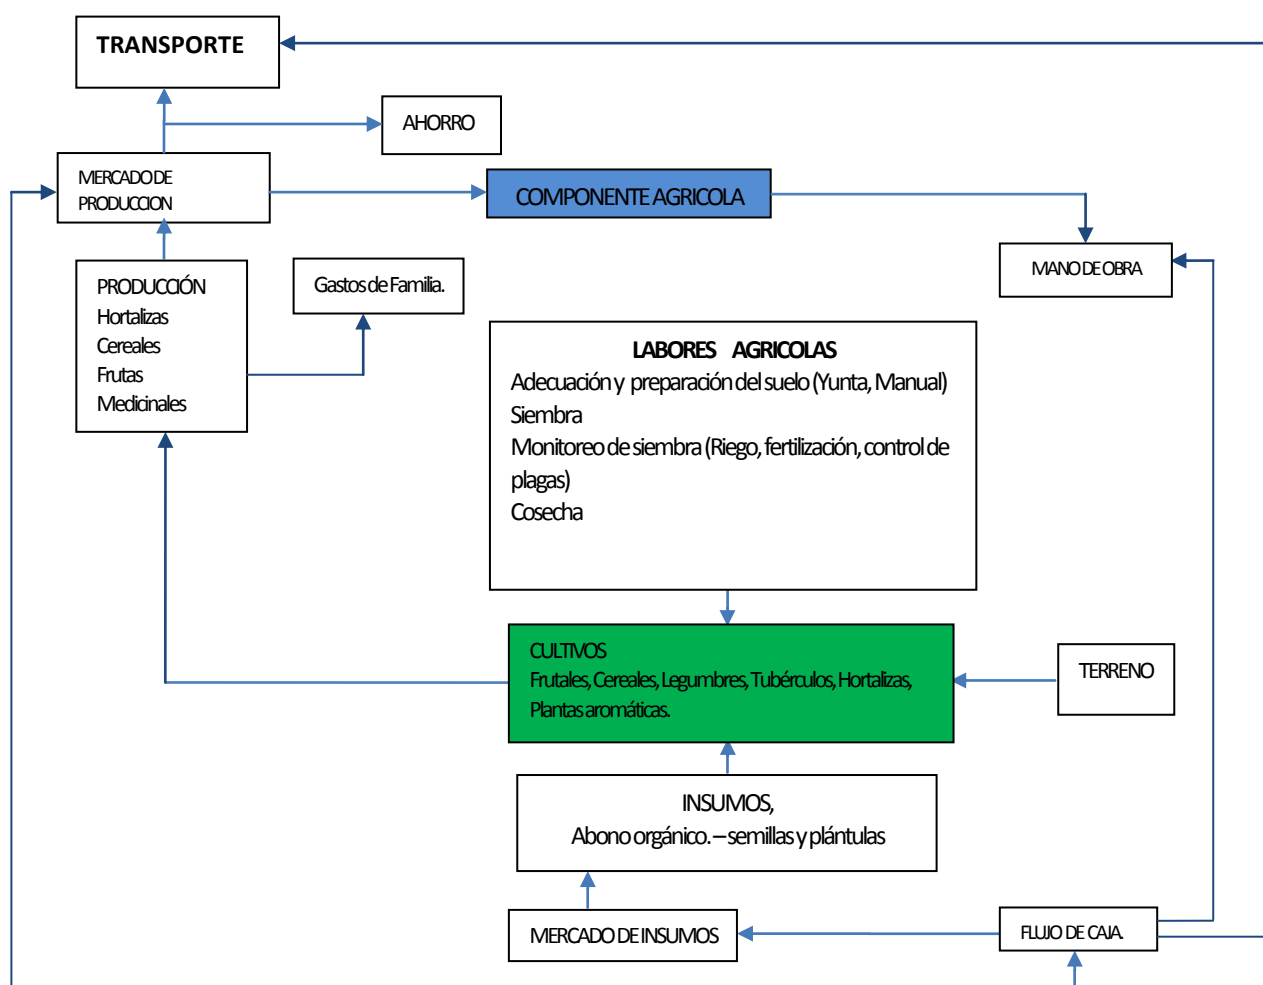 TRANSPORTE
AHORRO
MERCADO DE
PRODUCCION
COMPONENTE AGRICOLA
MANO DE OBRA
PRODUCCIÓN
Hortalizas
Cereales
Frutas
Medicinales
Gastos de Familia.
LABORES AGRICOLAS
Adecuación y preparación del suelo (Yunta, Manual)
Siembra
Monitoreo de siembra (Riego, fertilización, control de
plagas)
Cosecha
CULTIVOS
Frutales, Cereales, Legumbres, Tubérculos, Hortalizas,
Plantas aromáticas.
TERRENO
INSUMOS,
Abono orgánico. – semillas y plántulas
MERCADO DE INSUMOS
FLUJO DE CAJA.